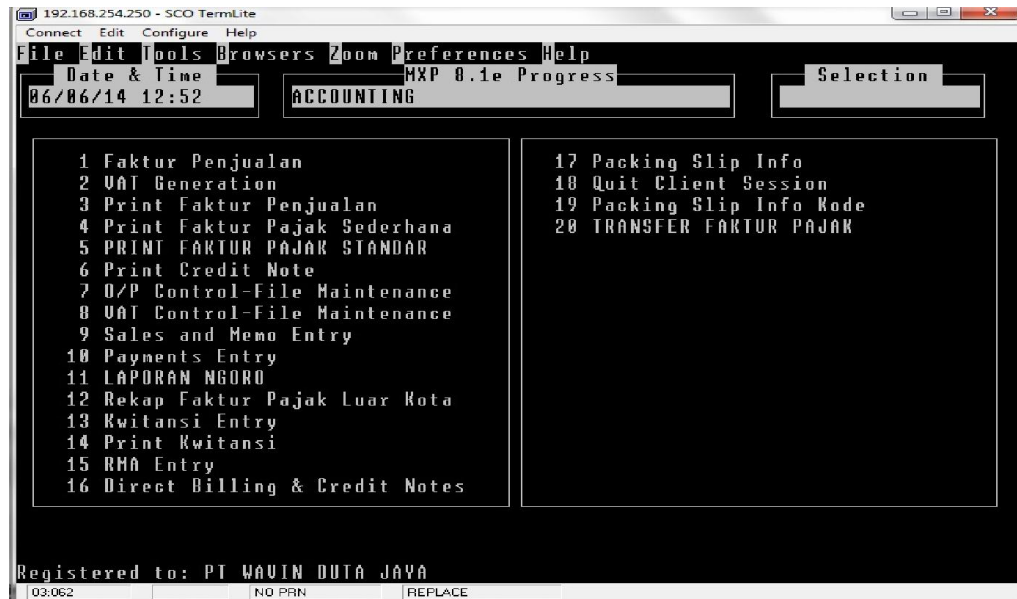 192.168.254.250 - SCO TermLite
Connect Edit Configure Help
File Edit Tools Browsers Zoom Preferences Help
Date & Time
06/06/14 12:52
MXP 8.1e Progress
ACCOUNTING
Selection
1 Faktur Penjualan
2 VAT Generation
3 Print Faktur Penjualan
4 Print Faktur Pajak Sederhana
5 PRINT FAKTUR PAJAK STANDAR
6 Print Credit Note
7 O/P Control-File Maintenance
8 VAT Control-File Maintenance
9 Sales and Memo Entry
10 Payments Entry
11 LAPORAN NGORO
12 Rekap Faktur Pajak Luar Kota
13 Kwitansi Entry
14 Print Kwitansi
15 RMA Entry
16 Direct Billing & Credit Notes
17 Packing Slip Info
18 Quit Client Session
19 Packing Slip Info Kode
20 TRANSFER FAKTUR PAJAK
Registered to: PT WAVIN DUTA JAYA
03:062 NO PRN REPLACE